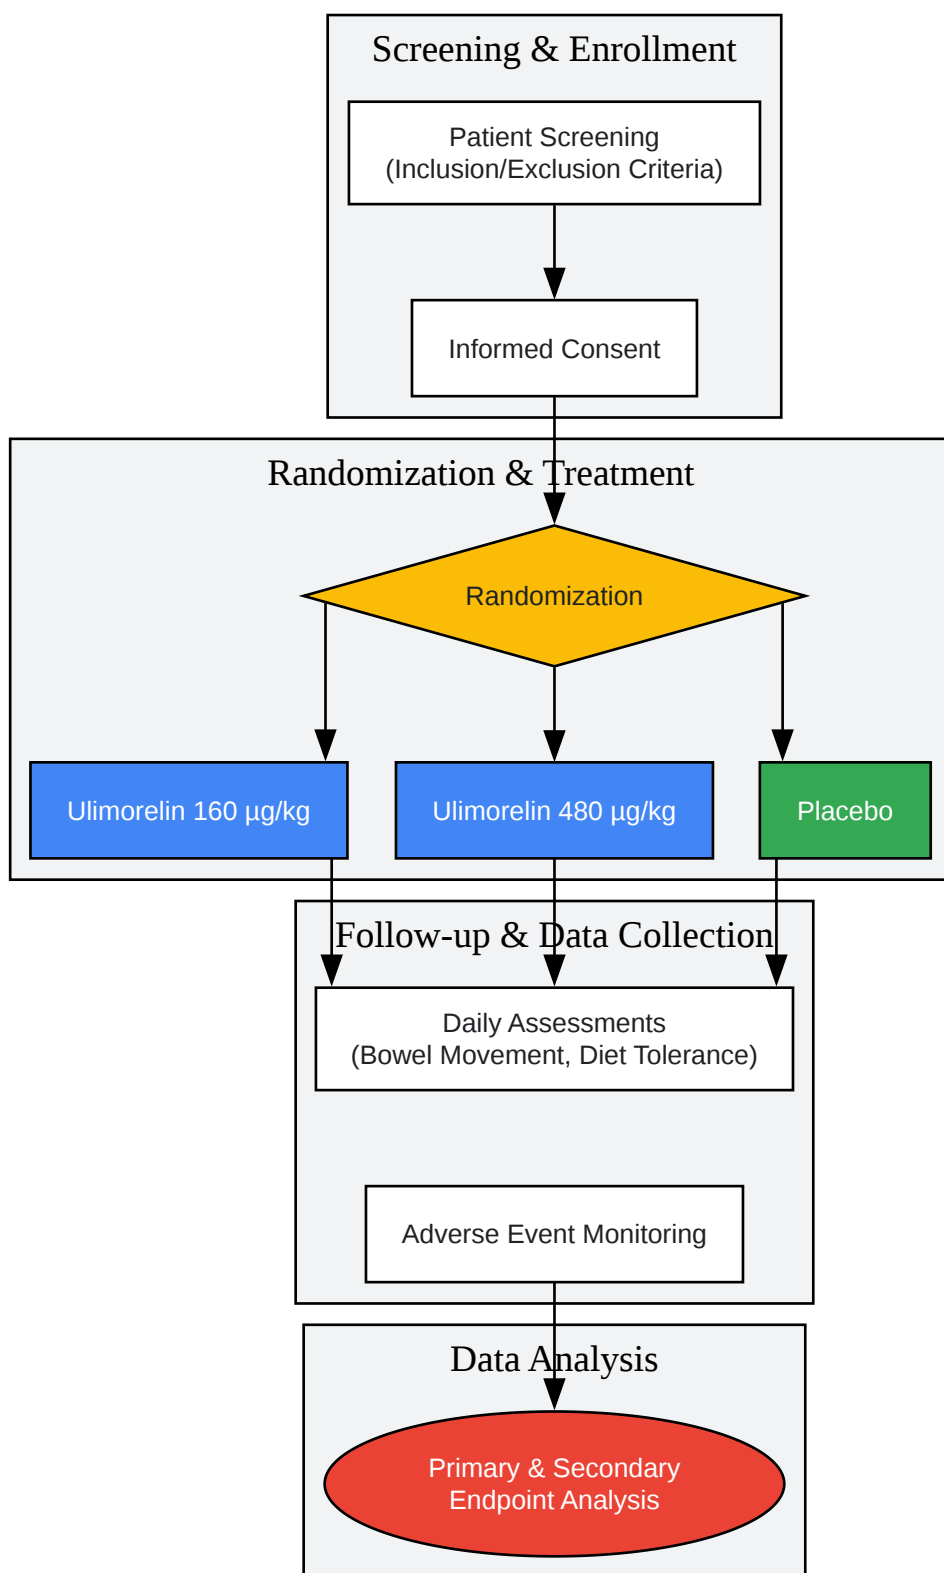 Screening & Enrollment
Patient Screening
(Inclusion/Exclusion Criteria)
Informed Consent
Randomization & Treatment
Randomization
Ulimorelin 160 µg/kg
Ulimorelin 480 µg/kg
Placebo
Follow-up & Data Collection
Daily Assessments
(Bowel Movement, Diet Tolerance)
Adverse Event Monitoring
Data Analysis
Primary & Secondary
Endpoint Analysis